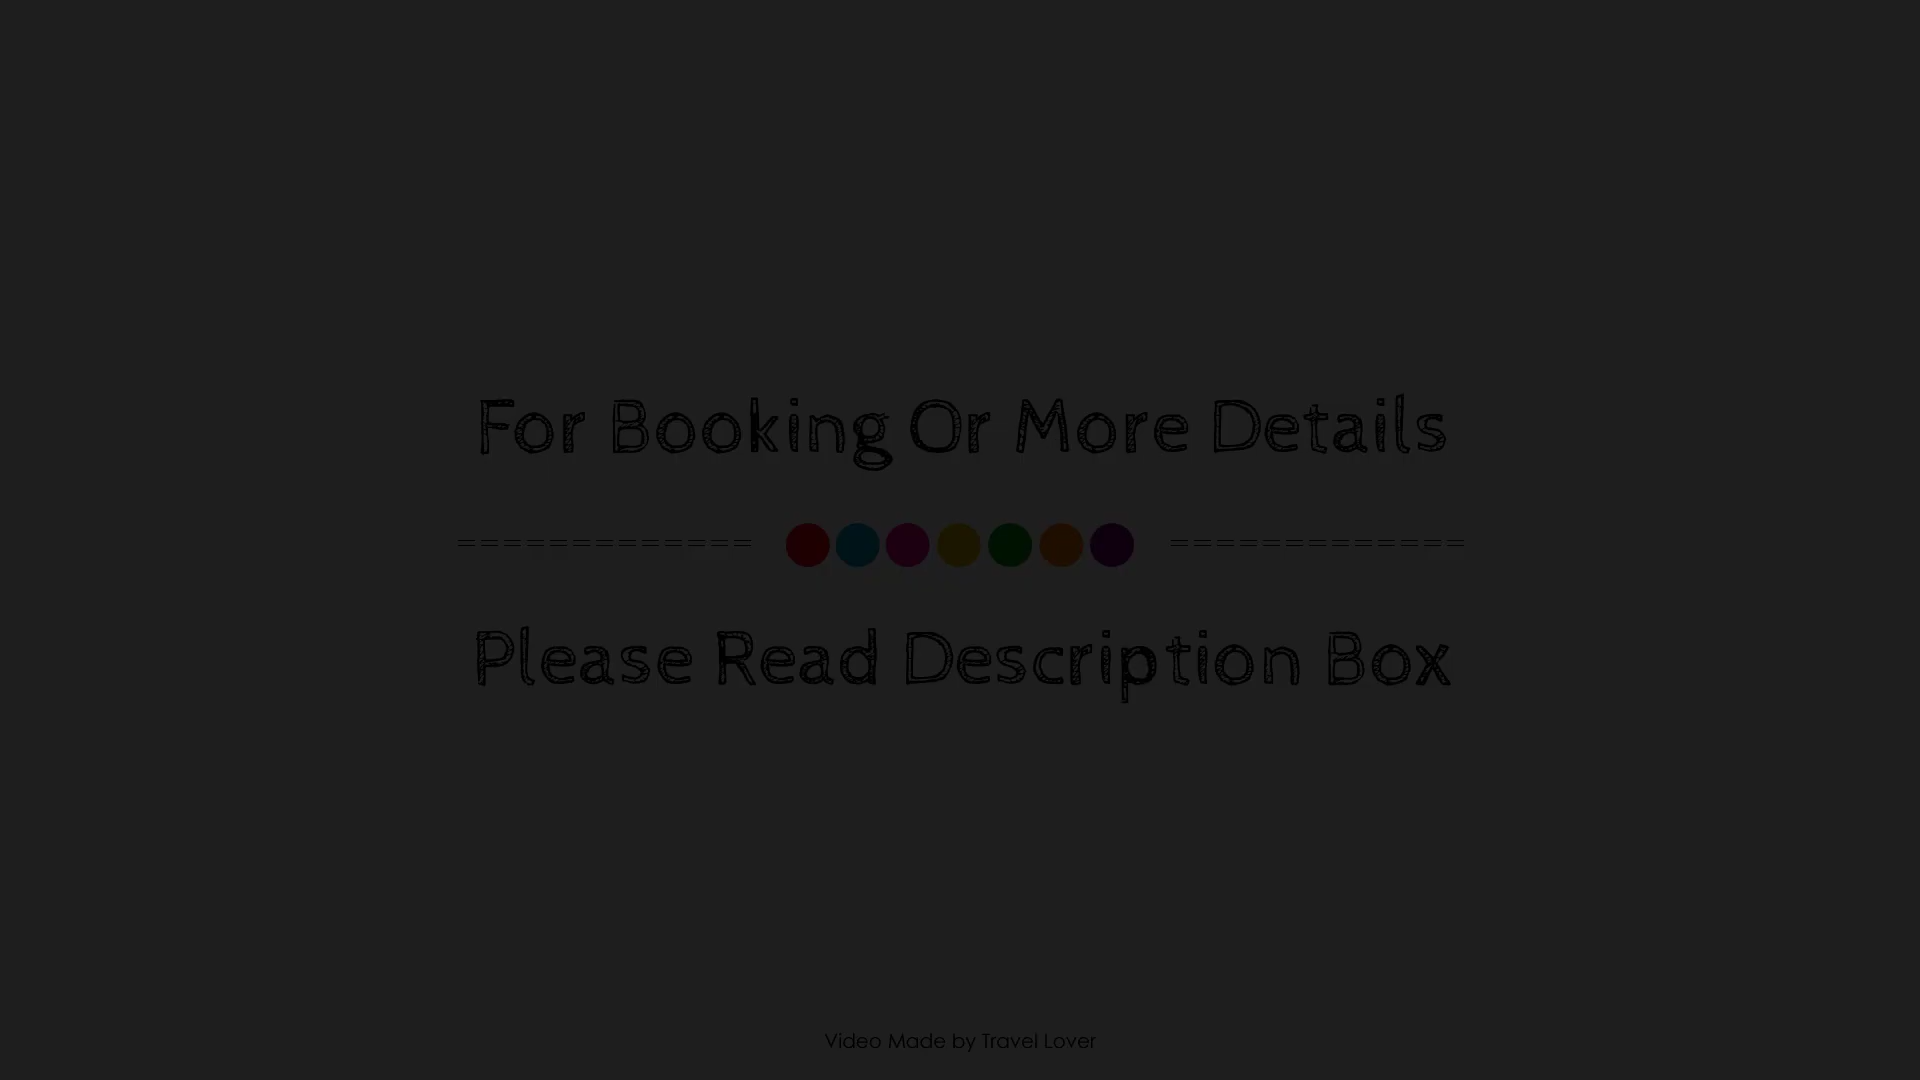 For Booking Or More Details
============= =============
Please Read Description Box
Video Made by Travel Lover